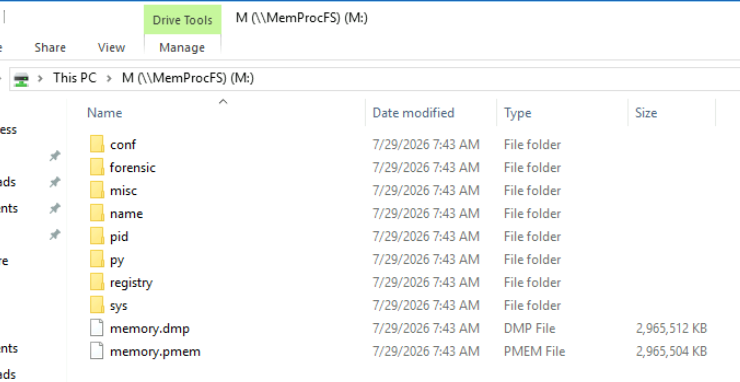 Drive Tools M (\\MemProcFS) (M:)
Share View Manage
This PC M (\\MemProcFS) (M:)
Name Date modified Type Size
ess
conf 7/29/2026 7:43 AM File folder
forensic 7/29/2026 7:43 AM File folder
ads
misc 7/29/2026 7:43 AM File folder
nts
name 7/29/2026 7:43 AM File folder
pid 7/29/2026 7:43 AM File folder
re
py 7/29/2026 7:43 AM File folder
registry 7/29/2026 7:43 AM File folder
sys 7/29/2026 7:43 AM File folder
memory.dmp 7/29/2026 7:43 AM DMP File 2,965,512 KB
nts
memory.pmem 7/29/2026 7:43 AM PMEM File 2,965,504 KB
ads